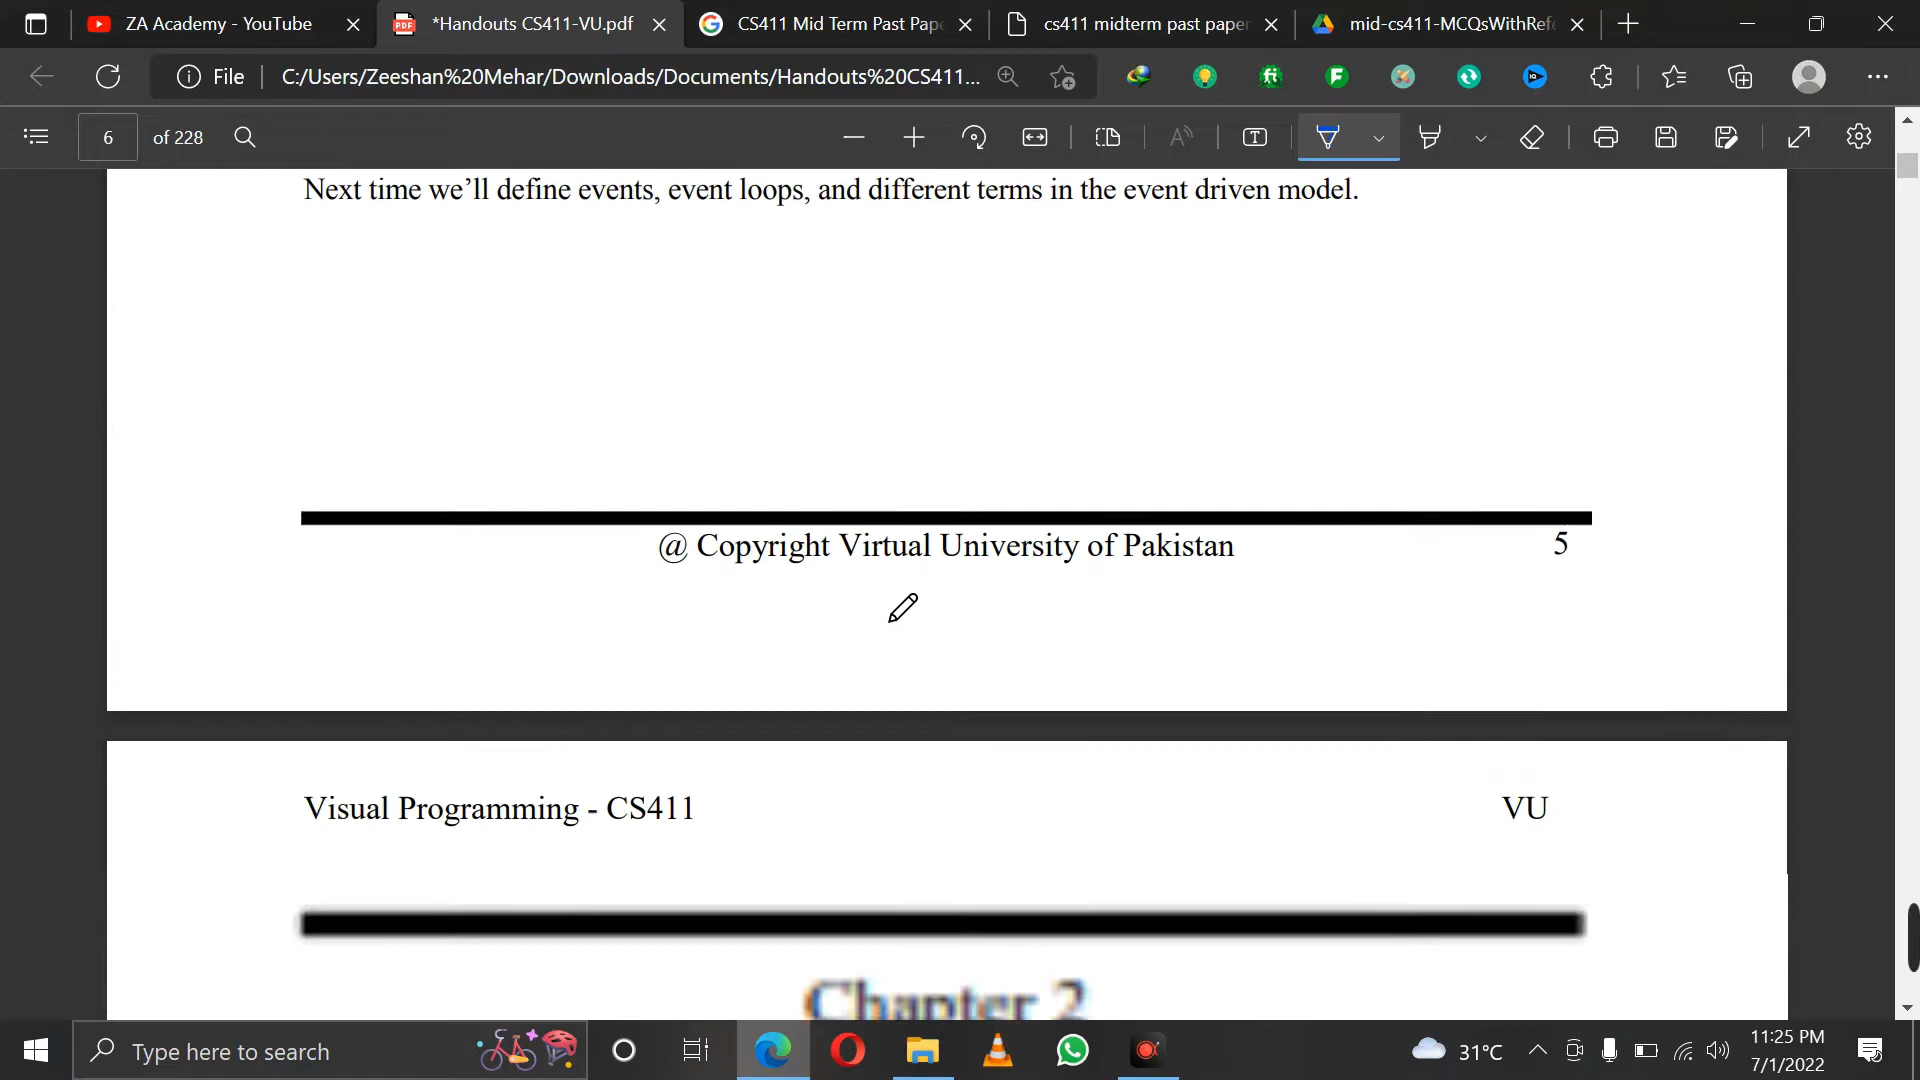 ZA Academy - YouTube
*Handouts CS411-VU.pdf
CS411 Mid Term Past Pap
cs411 midterm past paper
mid-cs411-MCQsWithRefe
File
C:/Users/Zeeshan%20Mehar/Downloads/Documents/Handouts%20CS411...
6 of 228
Next time we'll define events, event loops, and different terms in the event driven model.
@ Copyright Virtual University of Pakistan 5
Visual Programming - CS411 VU
Chapter 2
Type here to search
31°C
11:25 PM
7/1/2022